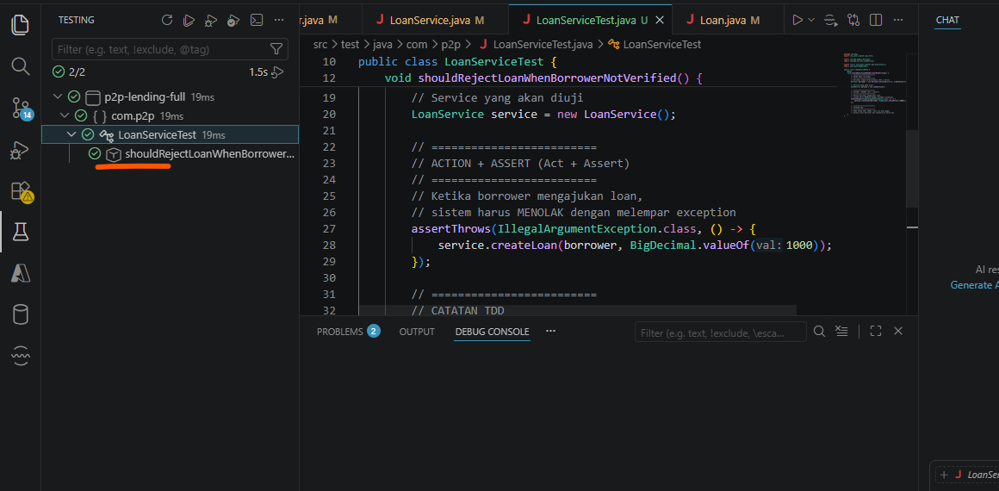 TESTING
Filter (e.g. text, !exclude, @tag)
2/2
1.5s
p2p-lending-full 19ms
{ } com.p2p 19ms
LoanServiceTest 19ms
shouldRejectLoanWhenBorrower...
14
r.java M
LoanService.java M
LoanServiceTest.java U
Loan.java M
src > test > java > com > p2p > LoanServiceTest.java > LoanServiceTest
10 public class LoanServiceTest {
12 void shouldRejectLoanWhenBorrowerNotVerified() {
19 // Service yang akan diuji
20 LoanService service = new LoanService();
21
22 // =========================
23 // ACTION + ASSERT (Act + Assert)
24 // =========================
25 // Ketika borrower mengajukan loan,
26 // sistem harus MENOLAK dengan melempar exception
27 assertThrows(IllegalArgumentException.class, () -> {
28 service.createLoan(borrower, BigDecimal.valueOf(val: 1000));
29 });
30
31 // =========================
32 // CATATAN TDD
PROBLEMS 2
OUTPUT
DEBUG CONSOLE
Filter (e.g. text, !exclude, \esca...
CHAT
AI res
Generate A
LoanSer